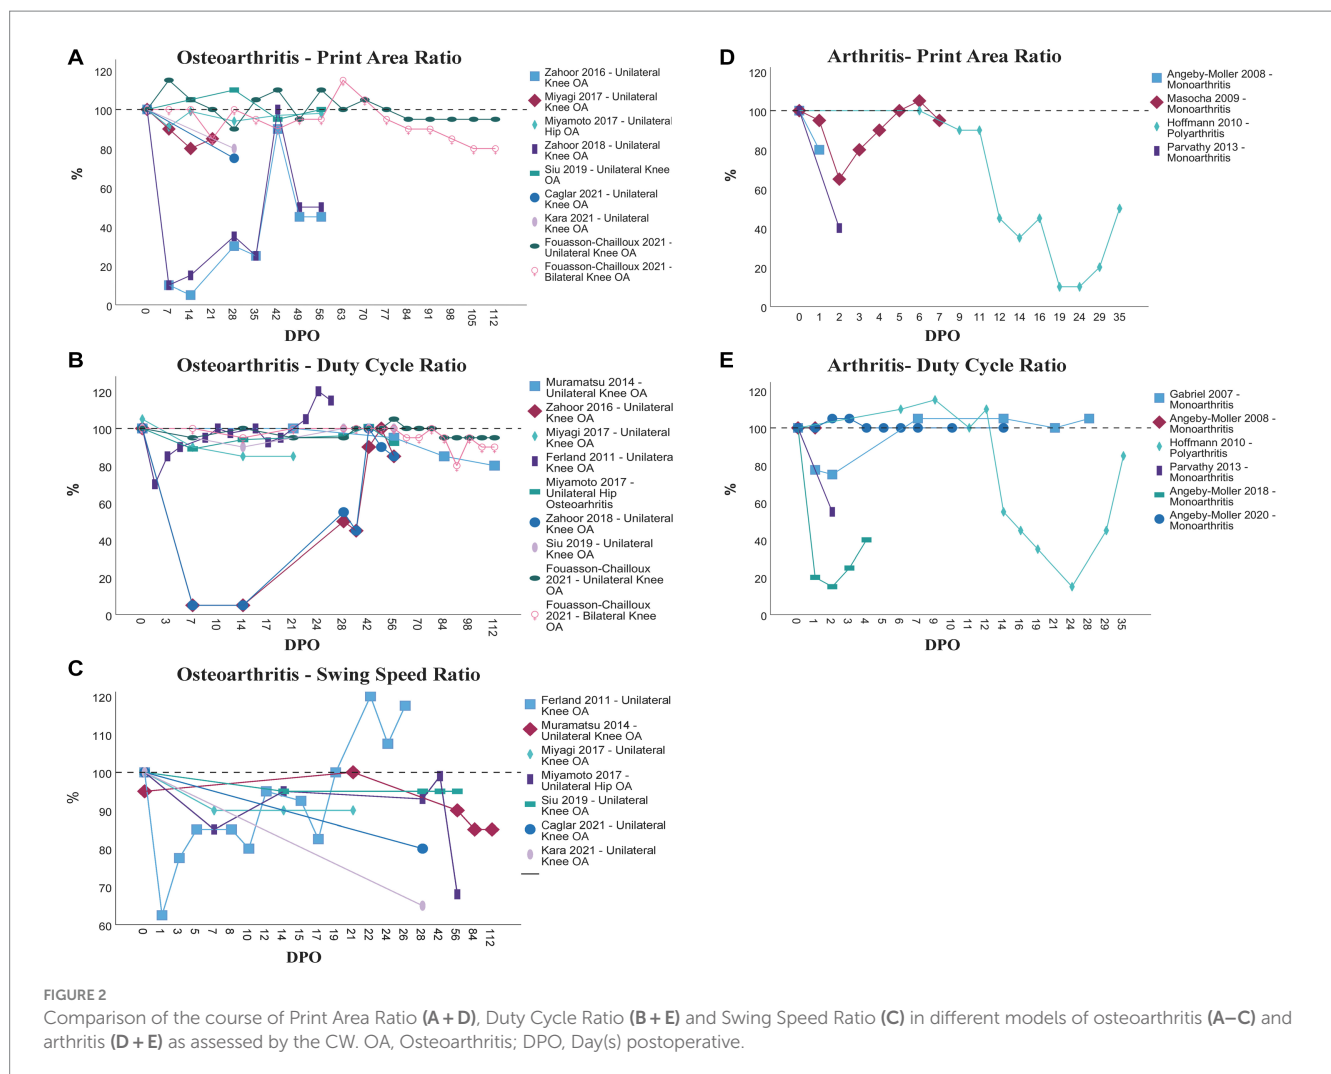 A
Osteoarthritis - Print Area Ratio
120
100
80
60
40
20
0
%
0 7 14 21 28 35 42 49 56 63 70 77 84 91 98 105 112
DPO
Zahoor 2016 - Unilateral
Knee OA
Miyagi 2017 - Unilateral
Knee OA
Miyamoto 2017 - Unilateral
Hip OA
Zahoor 2018 - Unilateral
Knee OA
Siu 2019 - Unilateral Knee
OA
Caglar 2021 - Unilateral
Knee OA
Kara 2021 - Unilateral
Knee OA
Fouasson-Chailloux 2021 -
Unilateral Knee OA
Fouasson-Chailloux 2021 -
Bilateral Knee OA
D
Arthritis- Print Area Ratio
120
100
80
60
40
20
0
%
0 1 2 3 4 5 6 7 9 11 12 14 16 19 24 29 35
DPO
Angeby-Moller 2008 -
Monoarthritis
Masocha 2009 -
Monoarthritis
Hoffmann 2010 -
Polyarthritis
Parvathy 2013 -
Monoarthritis
B
Osteoarthritis - Duty Cycle Ratio
120
100
80
60
40
20
0
%
0 3 7 10 14 17 21 24 28 42 56 70 84 98 112
DPO
Muramatsu 2014 -
Unilateral Knee OA
Zahoor 2016 - Unilateral
Knee OA
Miyagi 2017 - Unilateral
Knee OA
Ferland 2011 - Unilateral
Knee OA
Miyamoto 2017 -
Unilateral Hip
Osteoarhritis
Zahoor 2018 - Unilateral
Knee OA
Siu 2019 - Unilateral
Knee OA
Fouasson-Chailloux
2021 - Unilateral Knee
OA
Fouasson-Chailloux
2021 - Bilateral Knee
OA
E
Arthritis- Duty Cycle Ratio
120
100
80
60
40
20
0
%
0 1 2 3 4 5 6 7 9 10 11 12 14 16 19 21 24 28 29 35
DPO
Gabriel 2007 -
Monoarthritis
Angeby-Moller 2008 -
Monoarthritis
Hoffmann 2010 -
Polyarthritis
Parvathy 2013 -
Monoarthritis
Angeby-Moller 2018 -
Monoarthritis
Angeby-Moller 2020 -
Monoarthritis
C
Osteoarthritis - Swing Speed Ratio
120
110
100
90
80
70
60
%
0 1 3 5 7 8 10 12 14 15 17 19 21 22 24 26 28 42 56 84 112
DPO
Ferland 2011 - Unilateral
Knee OA
Muramatsu 2014 -
Unilateral Knee OA
Miyagi 2017 - Unilateral
Knee OA
Miyamoto 2017 -
Unilateral Hip OA
Siu 2019 - Unilateral
Knee OA
Caglar 2021 - Unilateral
Knee OA
Kara 2021 - Unilateral
Knee OA
FIGURE 2
Comparison of the course of Print Area Ratio (A + D), Duty Cycle Ratio (B + E) and Swing Speed Ratio (C) in different models of osteoarthritis (A–C) and
arthritis (D + E) as assessed by the CW. OA, Osteoarthritis; DPO, Day(s) postoperative.